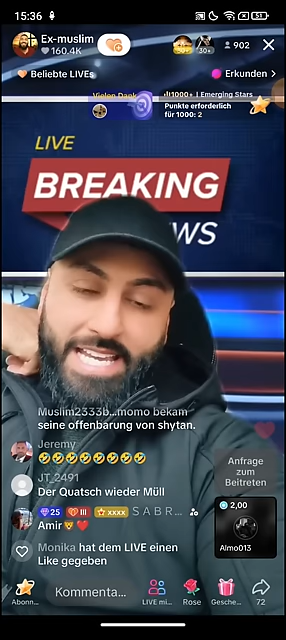 15:36
51
Ex-muslim
160.4K
30+
902
Beliebte LIVEs
Erkunden >
Vielen Dank
1000+ | Emerging Stars
Punkte erforderlich
für 1000: 2
LIVE
BREAKING
WS
Muslim2333b...momo bekam
seine offenbarung von shytan.
Jeremy
🤣🤣🤣🤣🤣🤣🤣🤣
JT_2491
Der Quatsch wieder Müll
25 III xxxx S A B R...
Amir🦁❤️
Monika hat dem LIVE einen
Like gegeben
Anfrage
zum
Beitreten
2,00
Almo013
Abonn...
Kommenta...
LIVE mi...
Rose
Gesche...
72